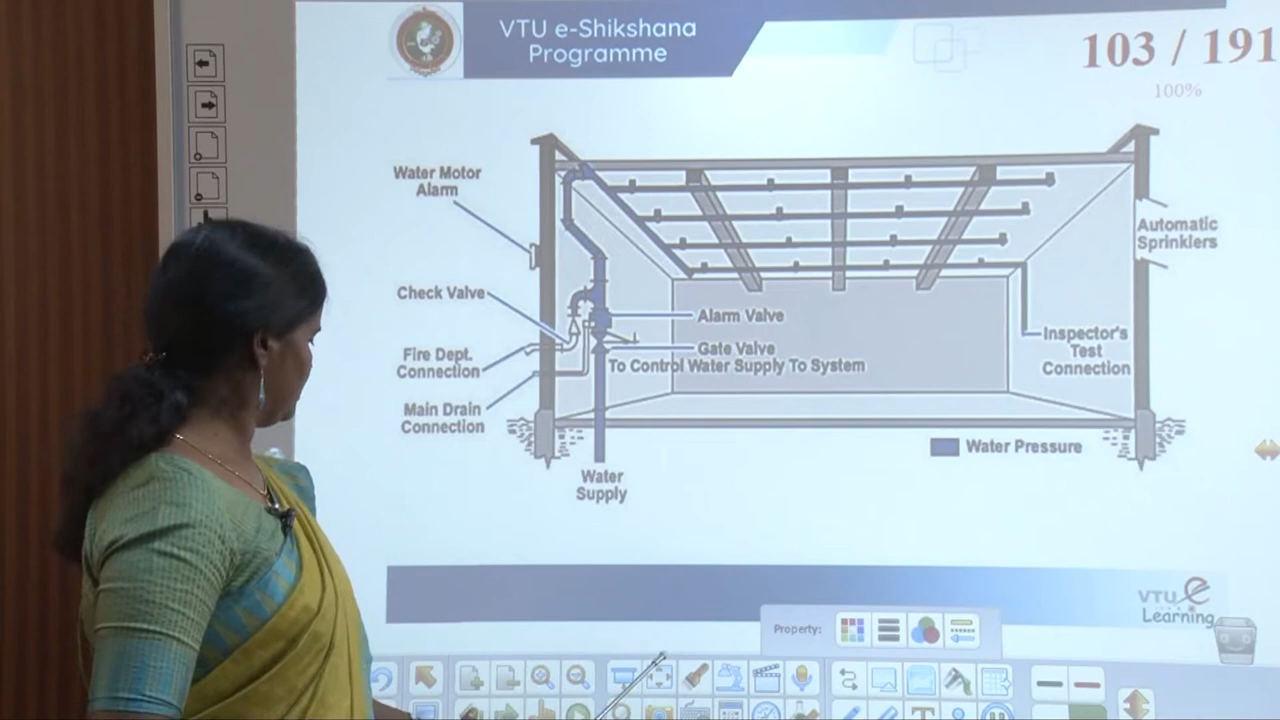 VTU e-Shikshana
Programme
103 / 191
100%
Water Motor
Alarm
Automatic
Sprinklers
Check Valve
Alarm Valve
Inspector's
Test
Connection
Gate Valve
To Control Water Supply To System
Fire Dept.
Connection
Main Drain
Connection
Water Pressure
Water
Supply
VTU e
Learning
Property: